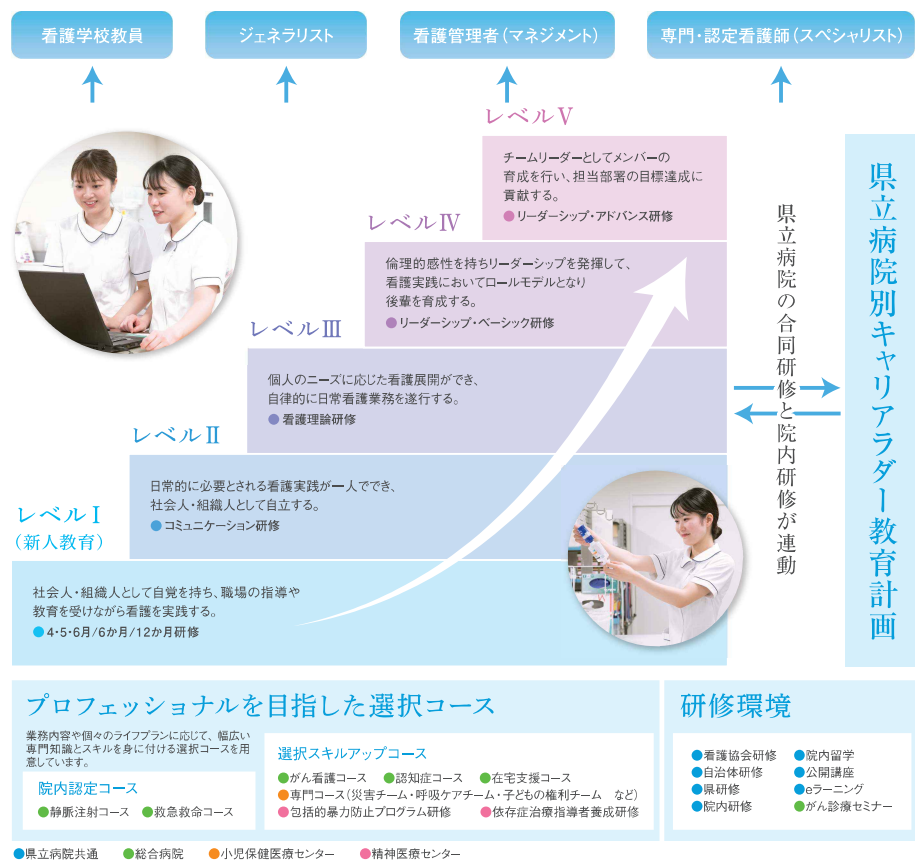 看護学校教員
ジェネラリスト
看護管理者(マネジメント)
専門・認定看護師(スペシャリスト)
レベルⅤ
チームリーダーとしてメンバーの
育成を行い、担当部署の目標達成に
貢献する。
●リーダーシップ・アドバンス研修
レベルⅣ
倫理的感性を持ちリーダーシップを発揮して、
看護実践においてロールモデルとなり
後輩を育成する。
●リーダーシップ・ベーシック研修
レベルⅢ
個人のニーズに応じた看護展開ができ、
自律的に日常看護業務を遂行する。
●看護理論研修
レベルⅡ
日常的に必要とされる看護実践が一人ででき、
社会人・組織人として自立する。
●コミュニケーション研修
レベルⅠ
(新人教育)
社会人・組織人として自覚を持ち、職場の指導や
教育を受けながら看護を実践する。
●4・5・6月/6か月/12か月研修
県立病院の合同研修と院内研修が連動
県立病院別キャリアラダー教育計画
プロフェッショナルを目指した選択コース
業務内容や個々のライフプランに応じて、幅広い
専門知識とスキルを身に付ける選択コースを用
意しています。
院内認定コース
●静脈注射コース ●救急救命コース
選択スキルアップコース
●がん看護コース ●認知症コース ●在宅支援コース
●専門コース(災害チーム・呼吸ケアチーム・子どもの権利チーム など)
●包括的暴力防止プログラム研修 ●依存症治療指導者養成研修
研修環境
●看護協会研修 ●院内留学
●自治体研修 ●公開講座
●県研修 ●eラーニング
●院内研修 ●がん診療セミナー
●県立病院共通 ●総合病院 ●小児保健医療センター ●精神医療センター